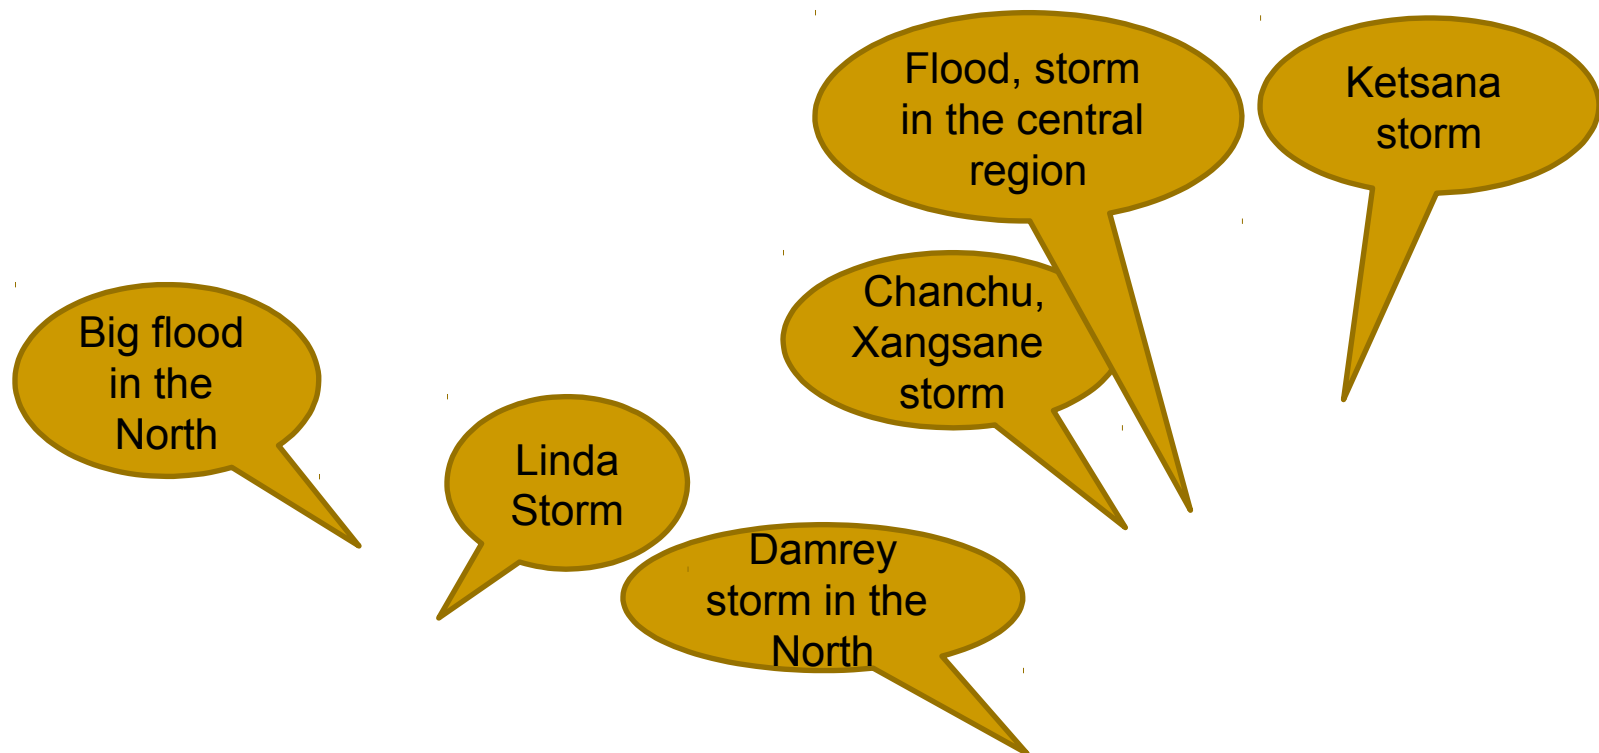 Flood, storm
in the central
region
Ketsana
storm
Chanchu,
Xangsane
storm
Big flood
in the
North
Linda
Storm
Damrey
storm in the
North